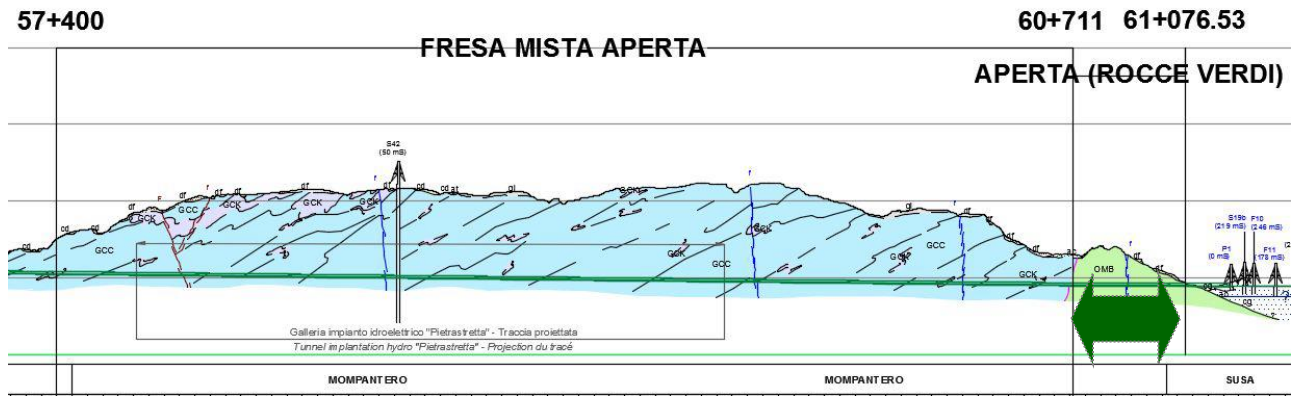 57+400
60+711
61+076.53
FRESA MISTA APERTA
APERTA (ROCCE VERDI)
S42
(50 mS)
GCK
GCC
GCK
GCK
GCK
GCC
GCC
GCK
GCK
GCC
GCK
OMB
S19b
(219 mS)
F10
(246 mS)
P1
(0 mS)
F11
(178 mS)
Galleria impianto idroelettrico "Pietrastretta" - Traccia proiettata
Tunnel implantation hydro "Pietrastretta" - Projection du tracé
MOMPANTERO
MOMPANTERO
SUSA